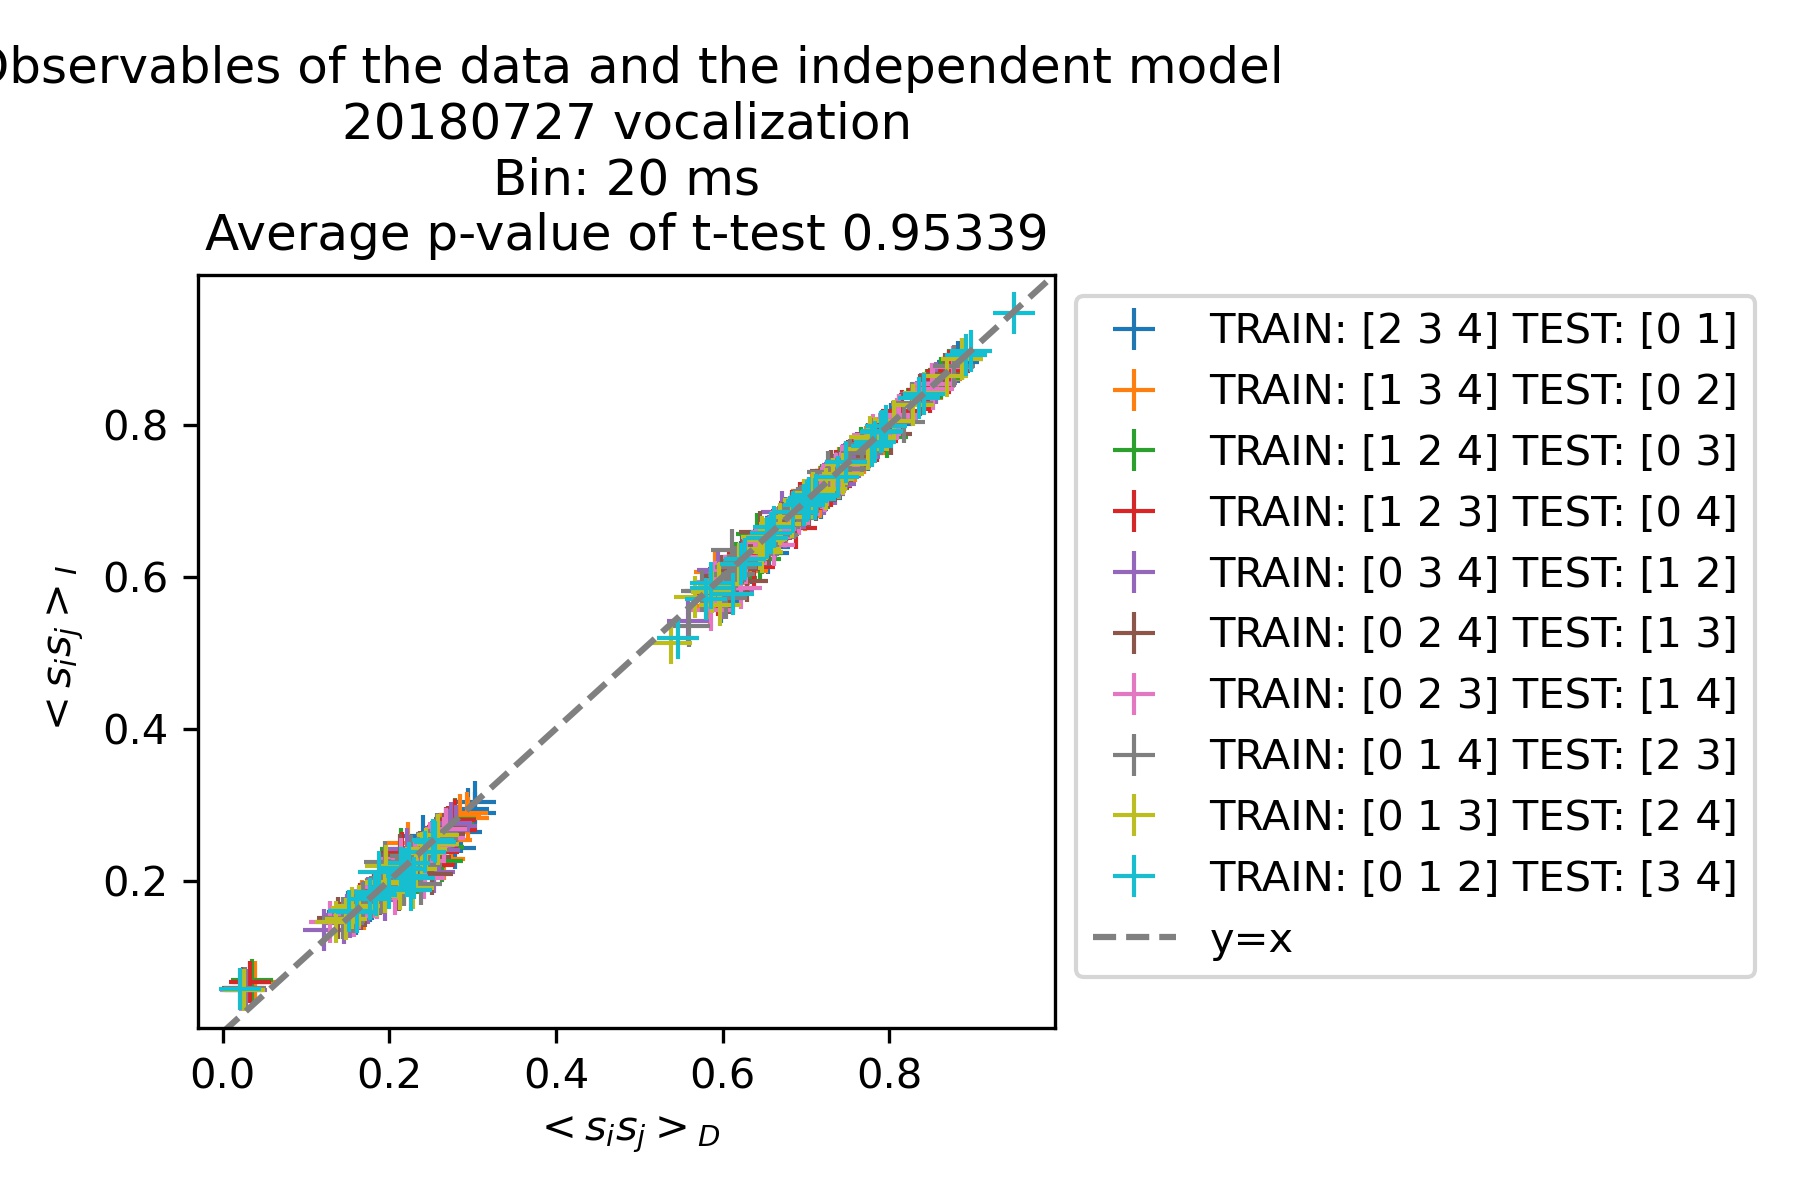 Observables of the data and the independent model
20180727 vocalization
Bin: 20 ms
Average p-value of t-test 0.95339
<s_i s_j>_I
0.8
0.6
0.4
0.2
0.0 0.2 0.4 0.6 0.8
<s_i s_j>_D
TRAIN: [2 3 4] TEST: [0 1]
TRAIN: [1 3 4] TEST: [0 2]
TRAIN: [1 2 4] TEST: [0 3]
TRAIN: [1 2 3] TEST: [0 4]
TRAIN: [0 3 4] TEST: [1 2]
TRAIN: [0 2 4] TEST: [1 3]
TRAIN: [0 2 3] TEST: [1 4]
TRAIN: [0 1 4] TEST: [2 3]
TRAIN: [0 1 3] TEST: [2 4]
TRAIN: [0 1 2] TEST: [3 4]
y=x